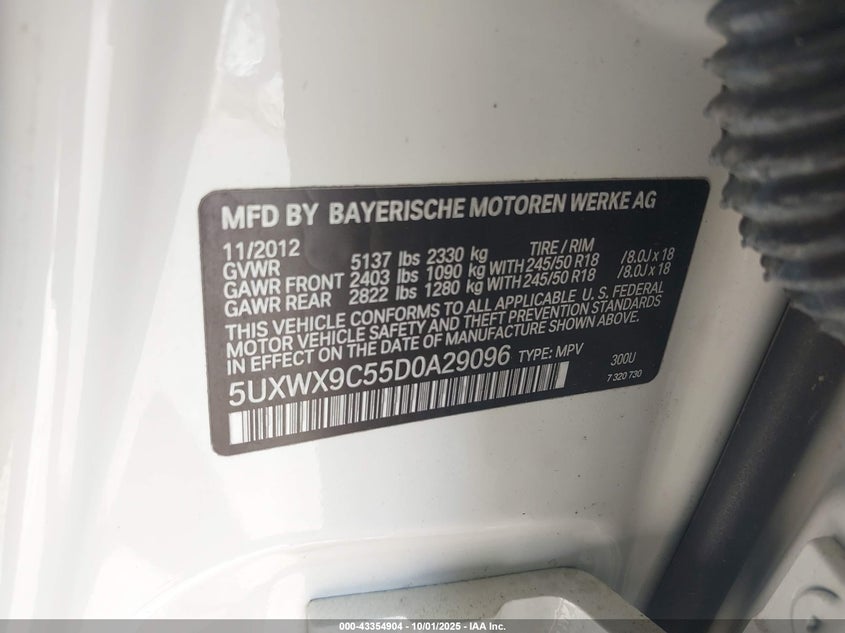 MFD BY BAYERISCHE MOTOREN WERKE AG
11/2012 TIRE / RIM
GVWR 5137 lbs 2330 kg
GAWR FRONT 2403 lbs 1090 kg WITH 245/50 R18 /8.0J x 18
GAWR REAR 2822 lbs 1280 kg WITH 245/50 R18 /8.0J x 18
THIS VEHICLE CONFORMS TO ALL APPLICABLE U.S. FEDERAL
MOTOR VEHICLE SAFETY AND THEFT PREVENTION STANDARDS
IN EFFECT ON THE DATE OF MANUFACTURE SHOWN ABOVE.
5UXWX9C55D0A29096 TYPE: MPV 300U
7 320 730
000-43354904 - 10/01/2025 - IAA Inc.